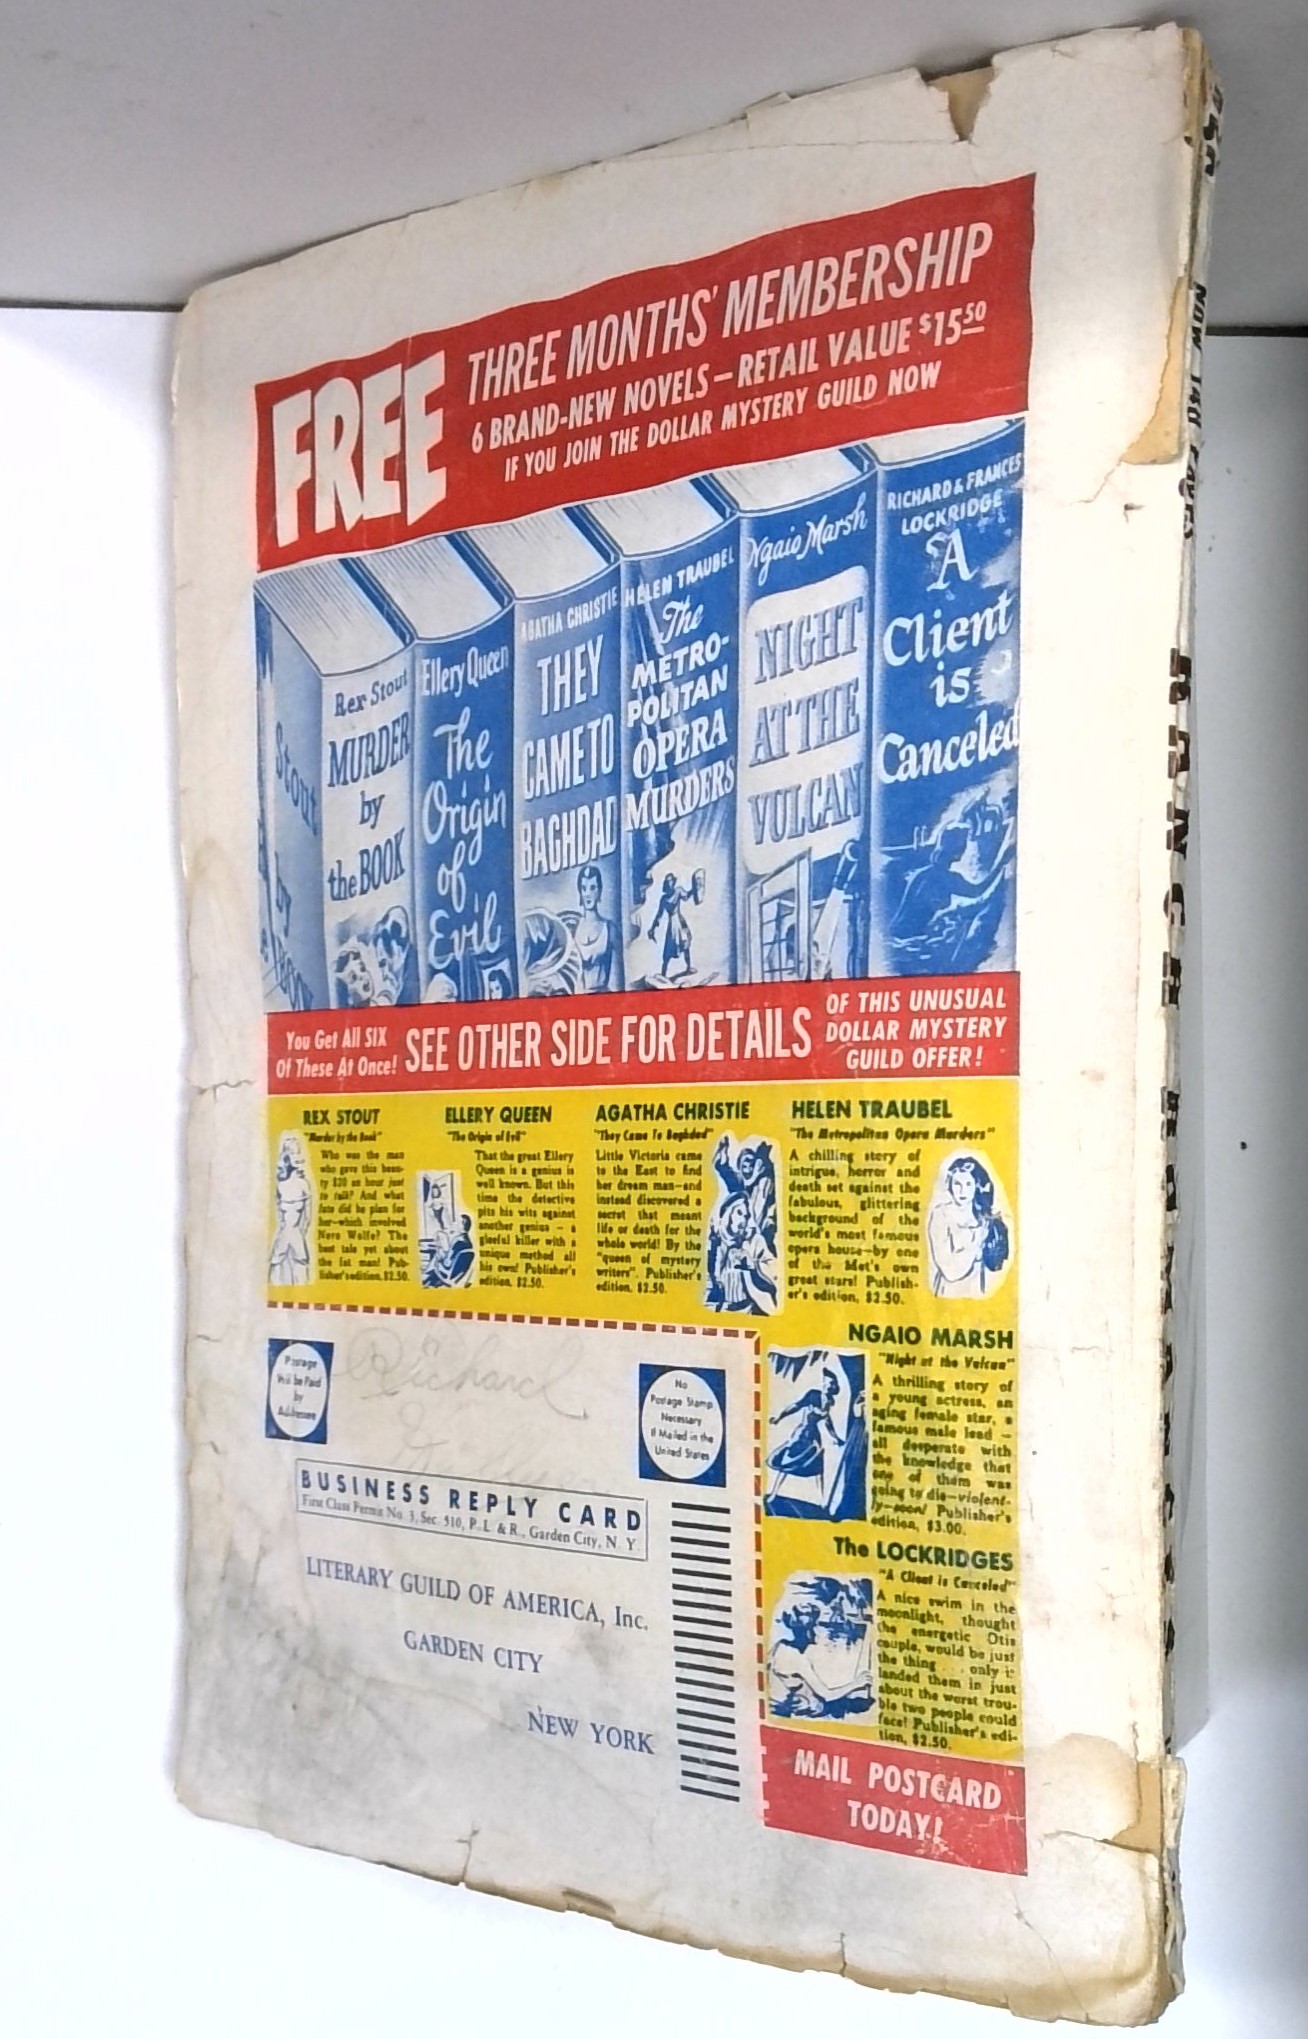 FREE
THREE MONTHS' MEMBERSHIP
6 BRAND-NEW NOVELS – RETAIL VALUE $15.50
IF YOU JOIN THE DOLLAR MYSTERY GUILD NOW
Stout
by
Rex Stout
MURDER
by
the BOOK
Ellery Queen
The
Origin
of
Evil
AGATHA CHRISTIE
THEY
CAME TO
BAGHDAD
HELEN TRAUBEL
The
METRO-
POLITAN
OPERA
MURDERS
Ngaio Marsh
NIGHT
AT THE
VULCAN
RICHARD & FRANCES
LOCKRIDGE
A
Client
is
Canceled
You Get All SIX
Of These At Once!
SEE OTHER SIDE FOR DETAILS
OF THIS UNUSUAL
DOLLAR MYSTERY
GUILD OFFER!
REX STOUT
"Murder by the Book"
Who was the man
who gave this beau-
ty $20 an hour just
to talk? And what
fate did he plan for
her—which involved
Nero Wolfe? The
best tale yet about
the fat man! Pub-
lisher's edition, $2.50.
ELLERY QUEEN
"The Origin of Evil"
That the great Ellery
Queen is a genius is
well known. But this
time the detective
pits his wits against
another genius – a
gleeful killer with a
unique method all
his own! Publisher's
edition, $2.50.
AGATHA CHRISTIE
"They Came To Baghdad"
Little Victoria came
to the East to find
her dream man—and
instead discovered a
secret that meant
life or death for the
whole world! By the
"queen of mystery
writers". Publisher's
edition, $2.50.
HELEN TRAUBEL
"The Metropolitan Opera Murders"
A chilling story of
intrigue, horror and
death set against the
fabulous, glittering
background of the
world's most famous
opera house—by one
of the Met's own
great stars! Publish-
er's edition, $2.50.
NGAIO MARSH
"Night at the Vulcan"
A thrilling story of
a young actress, an
aging female star, a
famous male lead –
all desperate with
the knowledge that
one of them was
going to die—violent-
ly—soon! Publisher's
edition, $3.00.
The LOCKRIDGES
"A Client is Canceled"
A nice swim in the
moonlight, thought
the energetic Otis
couple, would be just
the thing . . . only it
landed them in just
about the worst trou-
ble two people could
face! Publisher's edi-
tion, $2.50.
MAIL POSTCARD
TODAY!
Postage
Will be Paid
by
Addressee
Richard
No
Postage Stamp
Necessary
If Mailed in the
United States
BUSINESS REPLY CARD
First Class Permit No. 3, Sec. 510, P. L. & R., Garden City, N. Y.
LITERARY GUILD OF AMERICA, Inc.
GARDEN CITY
NEW YORK
NOW
RANCH ROMANCES